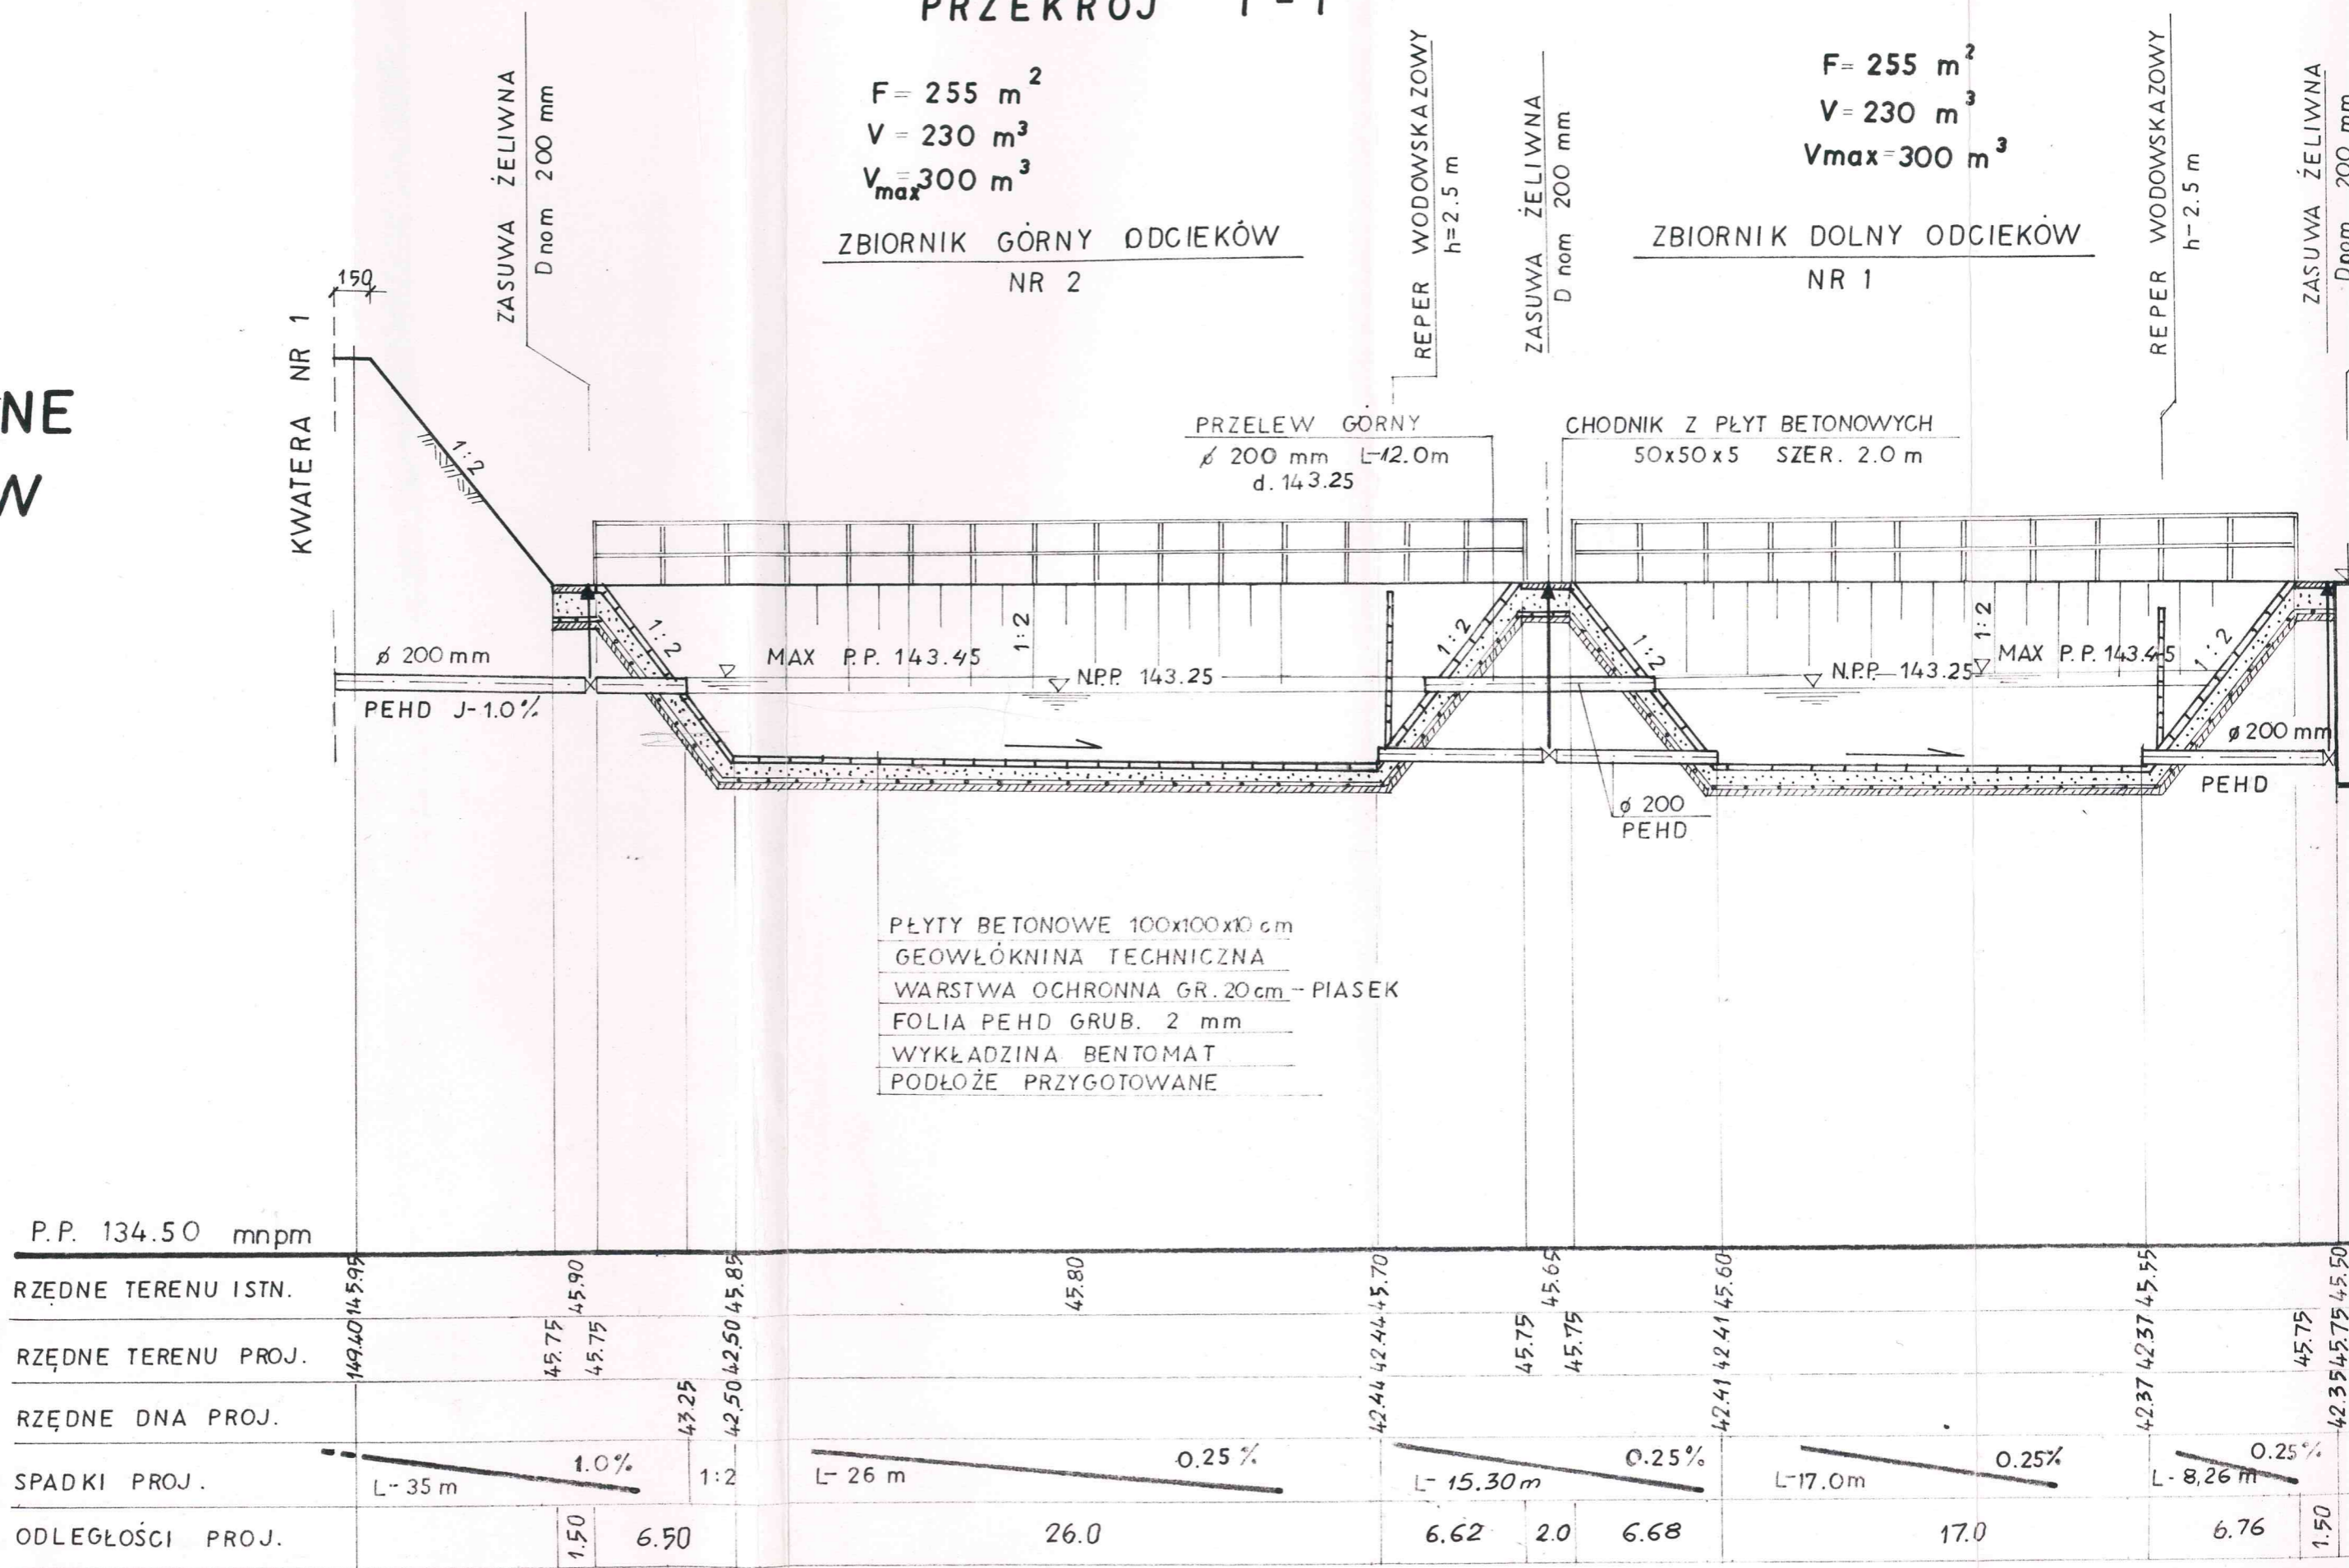 PRZEKRÓJ 1-1
F= 255 m²
V= 230 m³
Vmax=300 m³
ZBIORNIK GÓRNY ODCIEKÓW
NR 2
F= 255 m²
V= 230 m³
Vmax=300 m³
ZBIORNIK DOLNY ODCIEKÓW
NR 1
ZASUWA ŻELIWNA
Dnom 200 mm
REPER WODOWSKAZOWY
h=2.5 m
ZASUWA ŻELIWNA
D nom 200 mm
REPER WODOWSKAZOWY
h-2.5 m
ZASUWA ŻELIWNA
Dnom 200 mm
150
KWATERA NR 1
NE
W
1:2
PRZELEW GÓRNY
ø 200 mm L-12.0m
d. 143.25
CHODNIK Z PŁYT BETONOWYCH
50x50x5 SZER. 2.0 m
ø 200 mm
PEHD J-1.0%
1:2
MAX P.P. 143.45
1:2
N.P.P. 143.25
1:2
1:2
N.P.P. 143.25
1:2
MAX P.P. 143.45
1:2
ø 200 mm
PEHD
ø 200
PEHD
PŁYTY BETONOWE 100x100x10 cm
GEOWŁÓKNINA TECHNICZNA
WARSTWA OCHRONNA GR. 20cm - PIASEK
FOLIA PEHD GRUB. 2 mm
WYKŁADZINA BENTOMAT
PODŁOŻE PRZYGOTOWANE
P.P. 134.50 mnpm
RZĘDNE TERENU ISTN.
145.95 45.90 45.85 45.80 45.70 45.65 45.60 45.55 45.50
RZĘDNE TERENU PROJ.
149.40 45.75 45.75 42.50 42.44 45.75 45.75 42.41 42.37 45.75 45.75
RZĘDNE DNA PROJ.
43.25 42.50 42.44 42.41 42.37 42.35
SPADKI PROJ.
L-35 m 1.0% 1:2 L-26 m 0.25% L-15.30m 0.25% L-17.0m 0.25% L-8,26 m 0.25%
ODLEGŁOŚCI PROJ.
1.50 6.50 26.0 6.62 2.0 6.68 17.0 6.76 1.50